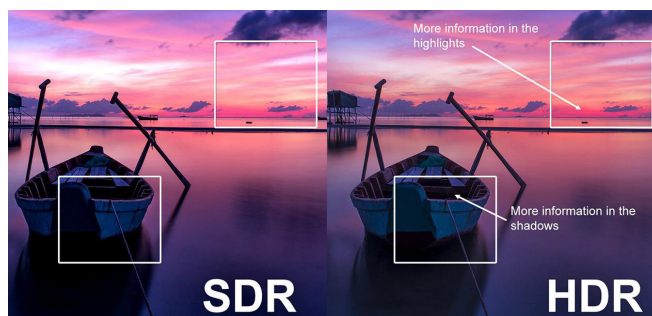 More information in the
highlights
More information in the
shadows
SDR
HDR